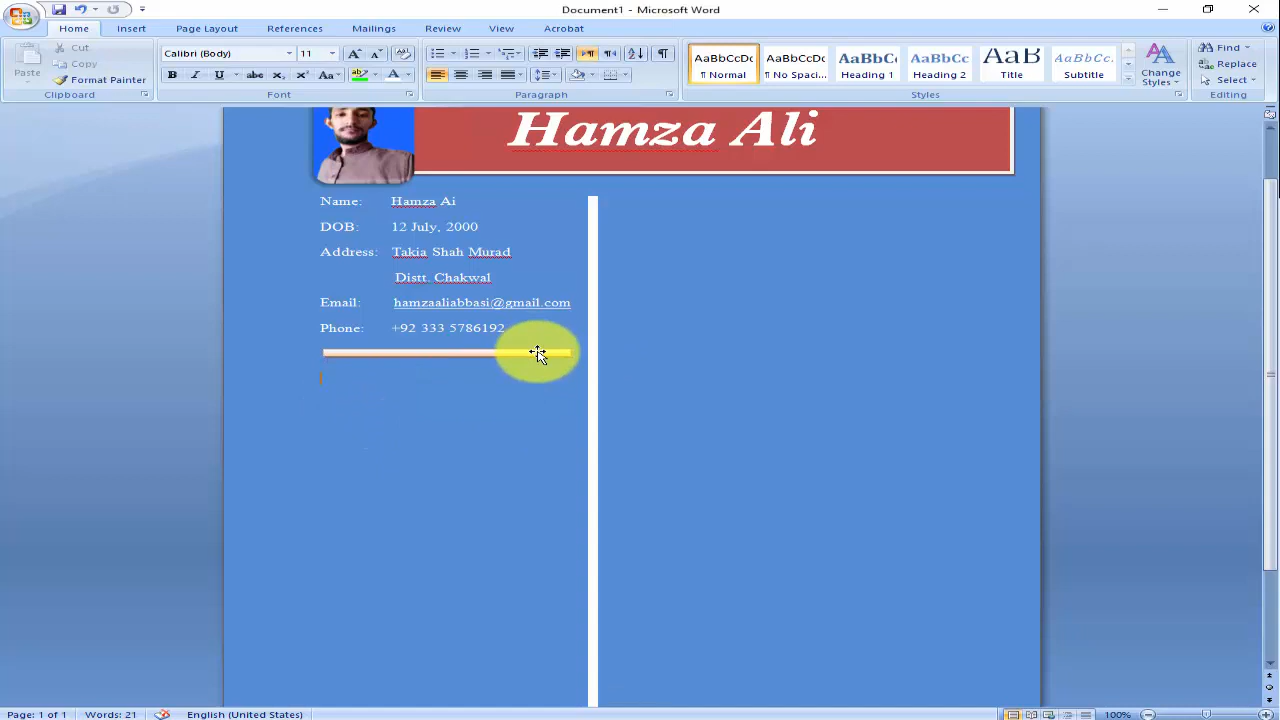 Document1 - Microsoft Word
Home Insert Page Layout References Mailings Review View Acrobat
Paste Cut Copy Format Painter
Calibri (Body) 11
AaBbCcDc AaBbCcDc AaBbC AaBbCc AaB AaBbCc.
¶ Normal ¶ No Spaci... Heading 1 Heading 2 Title Subtitle
Change Styles
Find
Replace
Select
Clipboard Font Paragraph Styles Editing
Hamza Ali
Name: Hamza Ai
DOB: 12 July, 2000
Address: Takia Shah Murad
Distt. Chakwal
Email: hamzaaliabbasi@gmail.com
Phone: +92 333 5786192
Page: 1 of 1 Words: 21 English (United States) 100%